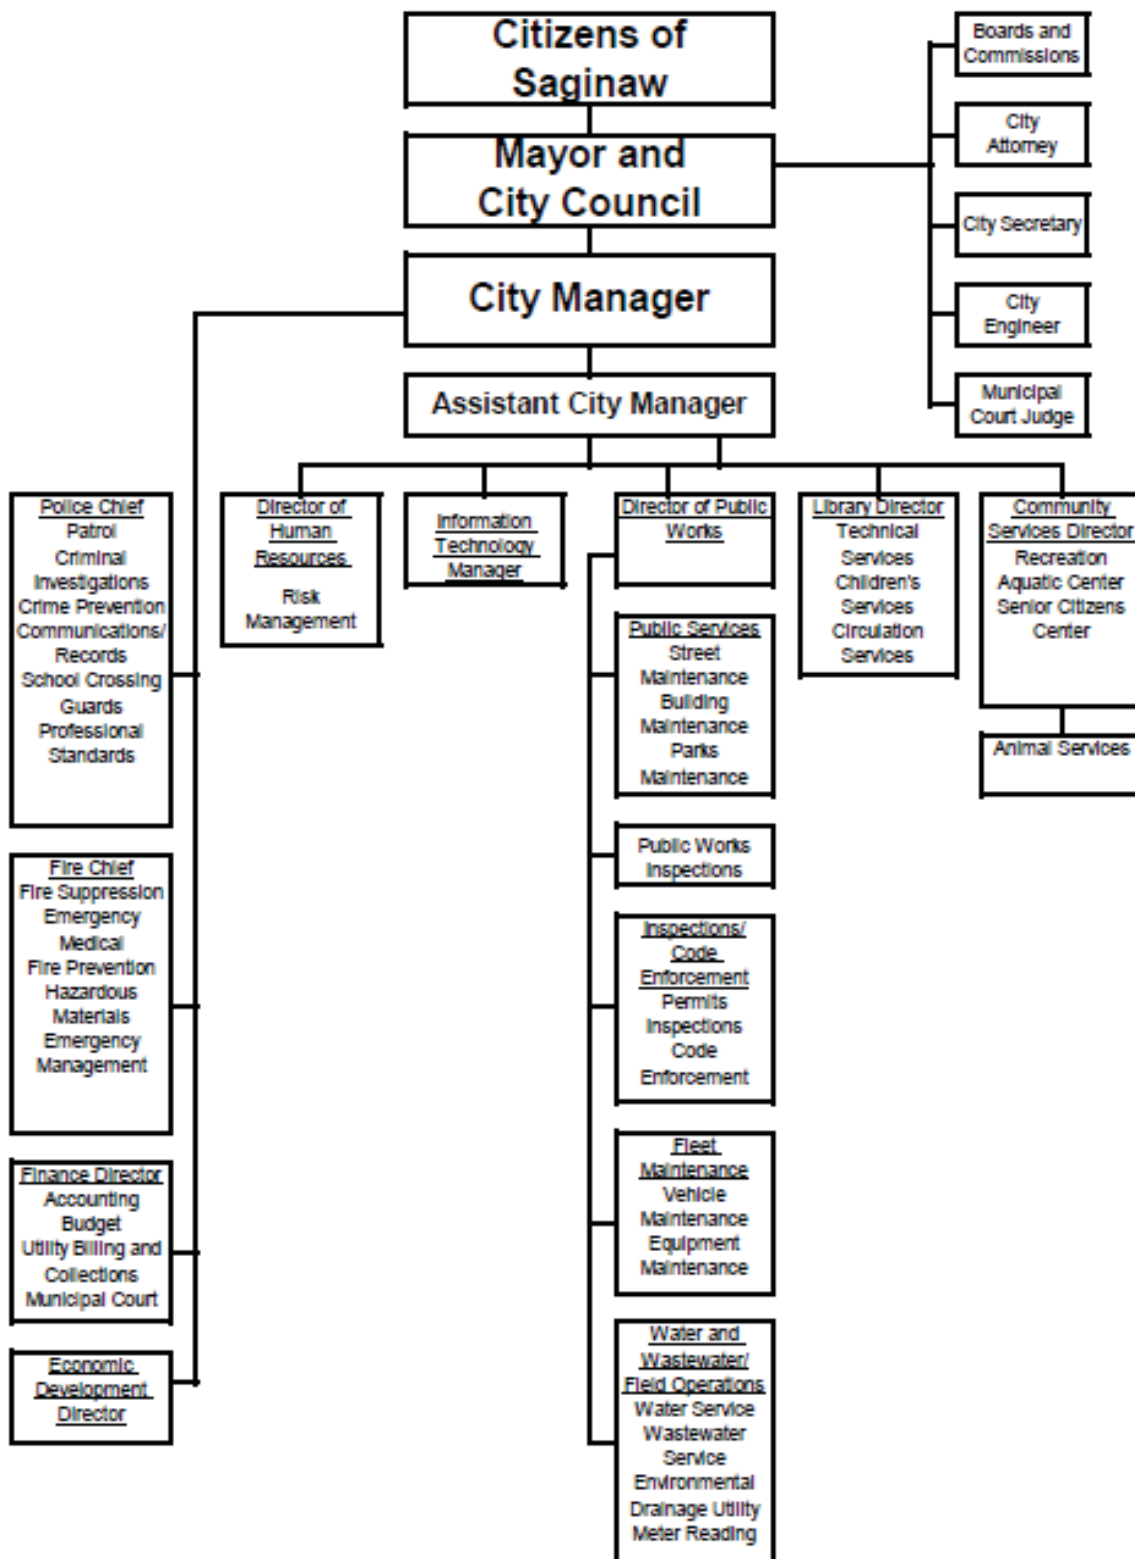 Citizens of
Saginaw
Mayor and
City Council
City Manager
Assistant City Manager
Boards and
Commissions
City
Attorney
City Secretary
City
Engineer
Municipal
Court Judge
Police Chief
Patrol
Criminal
Investigations
Crime Prevention
Communications/
Records
School Crossing
Guards
Professional
Standards
Fire Chief
Fire Suppression
Emergency
Medical
Fire Prevention
Hazardous
Materials
Emergency
Management
Finance Director
Accounting
Budget
Utility Billing and
Collections
Municipal Court
Economic
Development
Director
Director of
Human
Resources
Risk
Management
Information
Technology
Manager
Director of Public
Works
Public Services
Street
Maintenance
Building
Maintenance
Parks
Maintenance
Public Works
Inspections
Inspections/
Code
Enforcement
Permits
Inspections
Code
Enforcement
Fleet
Maintenance
Vehicle
Maintenance
Equipment
Maintenance
Water and
Wastewater/
Field Operations
Water Service
Wastewater
Service
Environmental
Drainage Utility
Meter Reading
Library Director
Technical
Services
Children's
Services
Circulation
Services
Community
Services Director
Recreation
Aquatic Center
Senior Citizens
Center
Animal Services